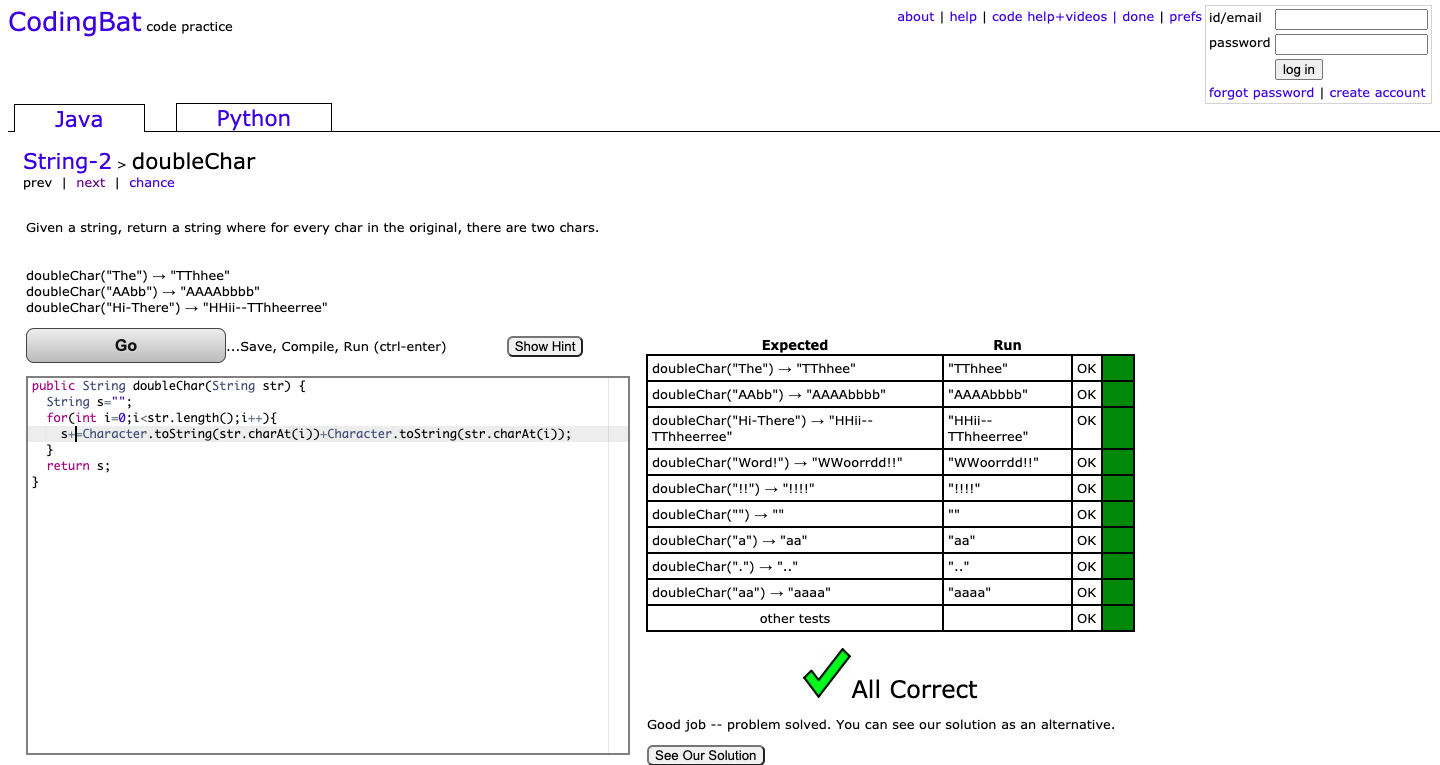 CodingBat code practice
about | help | code help+videos | done | prefs
id/email
password
log in
forgot password | create account
Java
Python
String-2 > doubleChar
prev | next | chance
Given a string, return a string where for every char in the original, there are two chars.
doubleChar("The") → "TThhee"
doubleChar("AAbb") → "AAAAbbbb"
doubleChar("Hi-There") → "HHii--TThheerree"
Go
...Save, Compile, Run (ctrl-enter)
Show Hint
public String doubleChar(String str) {
String s="";
for(int i=0;i<str.length();i++){
s+=Character.toString(str.charAt(i))+Character.toString(str.charAt(i));
}
return s;
}
Expected Run
doubleChar("The") → "TThhee" "TThhee" OK
doubleChar("AAbb") → "AAAAbbbb" "AAAAbbbb" OK
doubleChar("Hi-There") → "HHii-- "HHii-- OK
TThheerree" TThheerree"
doubleChar("Word!") → "WWoorrdd!!" "WWoorrdd!!" OK
doubleChar("!!") → "!!!!" "!!!!" OK
doubleChar("") → "" "" OK
doubleChar("a") → "aa" "aa" OK
doubleChar(".") → ".." ".." OK
doubleChar("aa") → "aaaa" "aaaa" OK
other tests OK
All Correct
Good job -- problem solved. You can see our solution as an alternative.
See Our Solution